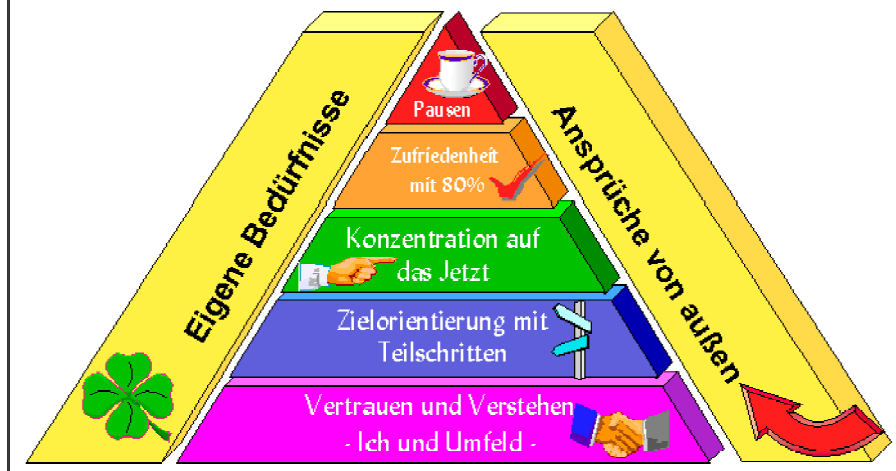 Eigene Bedürfnisse
Pausen
Zufriedenheit
mit 80%
Konzentration auf
das Jetzt
Zielorientierung mit
Teilschritten
Vertrauen und Verstehen
- Ich und Umfeld -
Ansprüche von außen